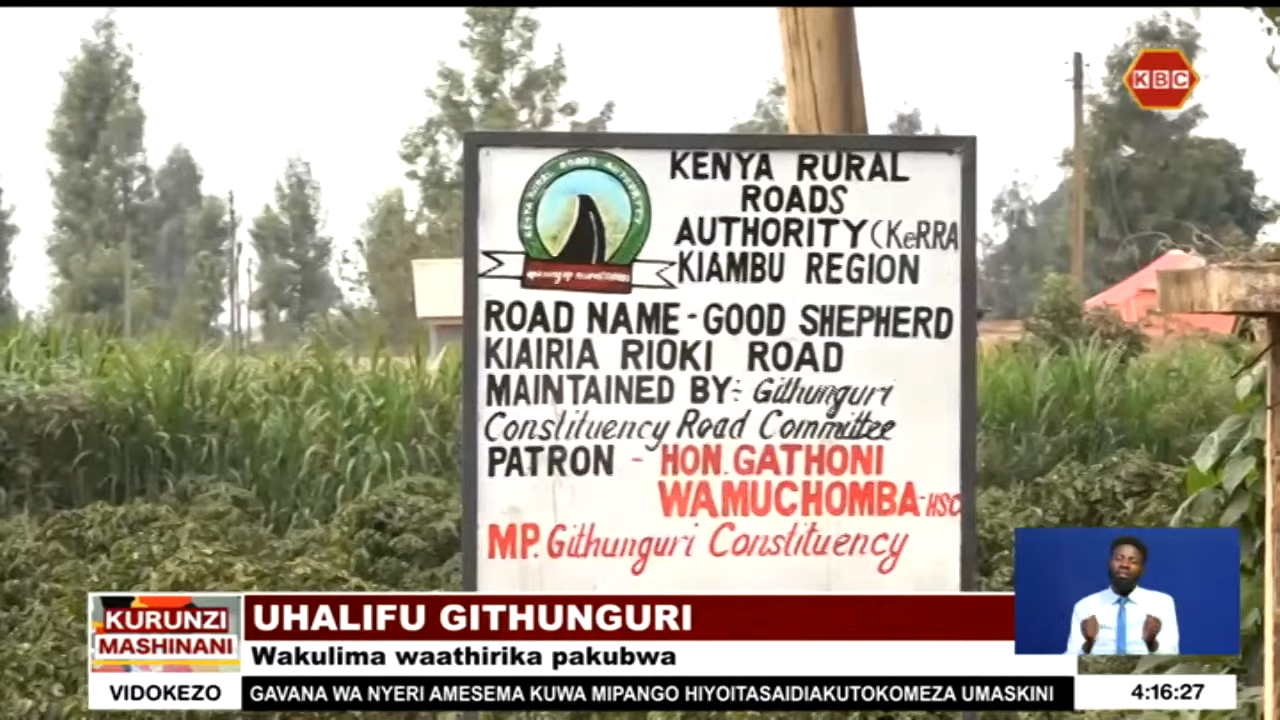 KBC
KENYA RURAL
ROADS
AUTHORITY (KeRRA
KIAMBU REGION
ROAD NAME - GOOD SHEPHERD
KIAIRIA RIOKI ROAD
MAINTAINED BY:- Githunguri
Constituency Road Committee
PATRON - HON. GATHONI
WAMUCHOMBA-HSC
MP. Githunguri Constituency
KURUNZI
MASHINANI
UHALIFU GITHUNGURI
Wakulima waathirika pakubwa
VIDOKEZO
GAVANA WA NYERI AMESEMA KUWA MIPANGO HIYOITASAIDIAKUTOKOMEZA UMASKINI
4:16:27